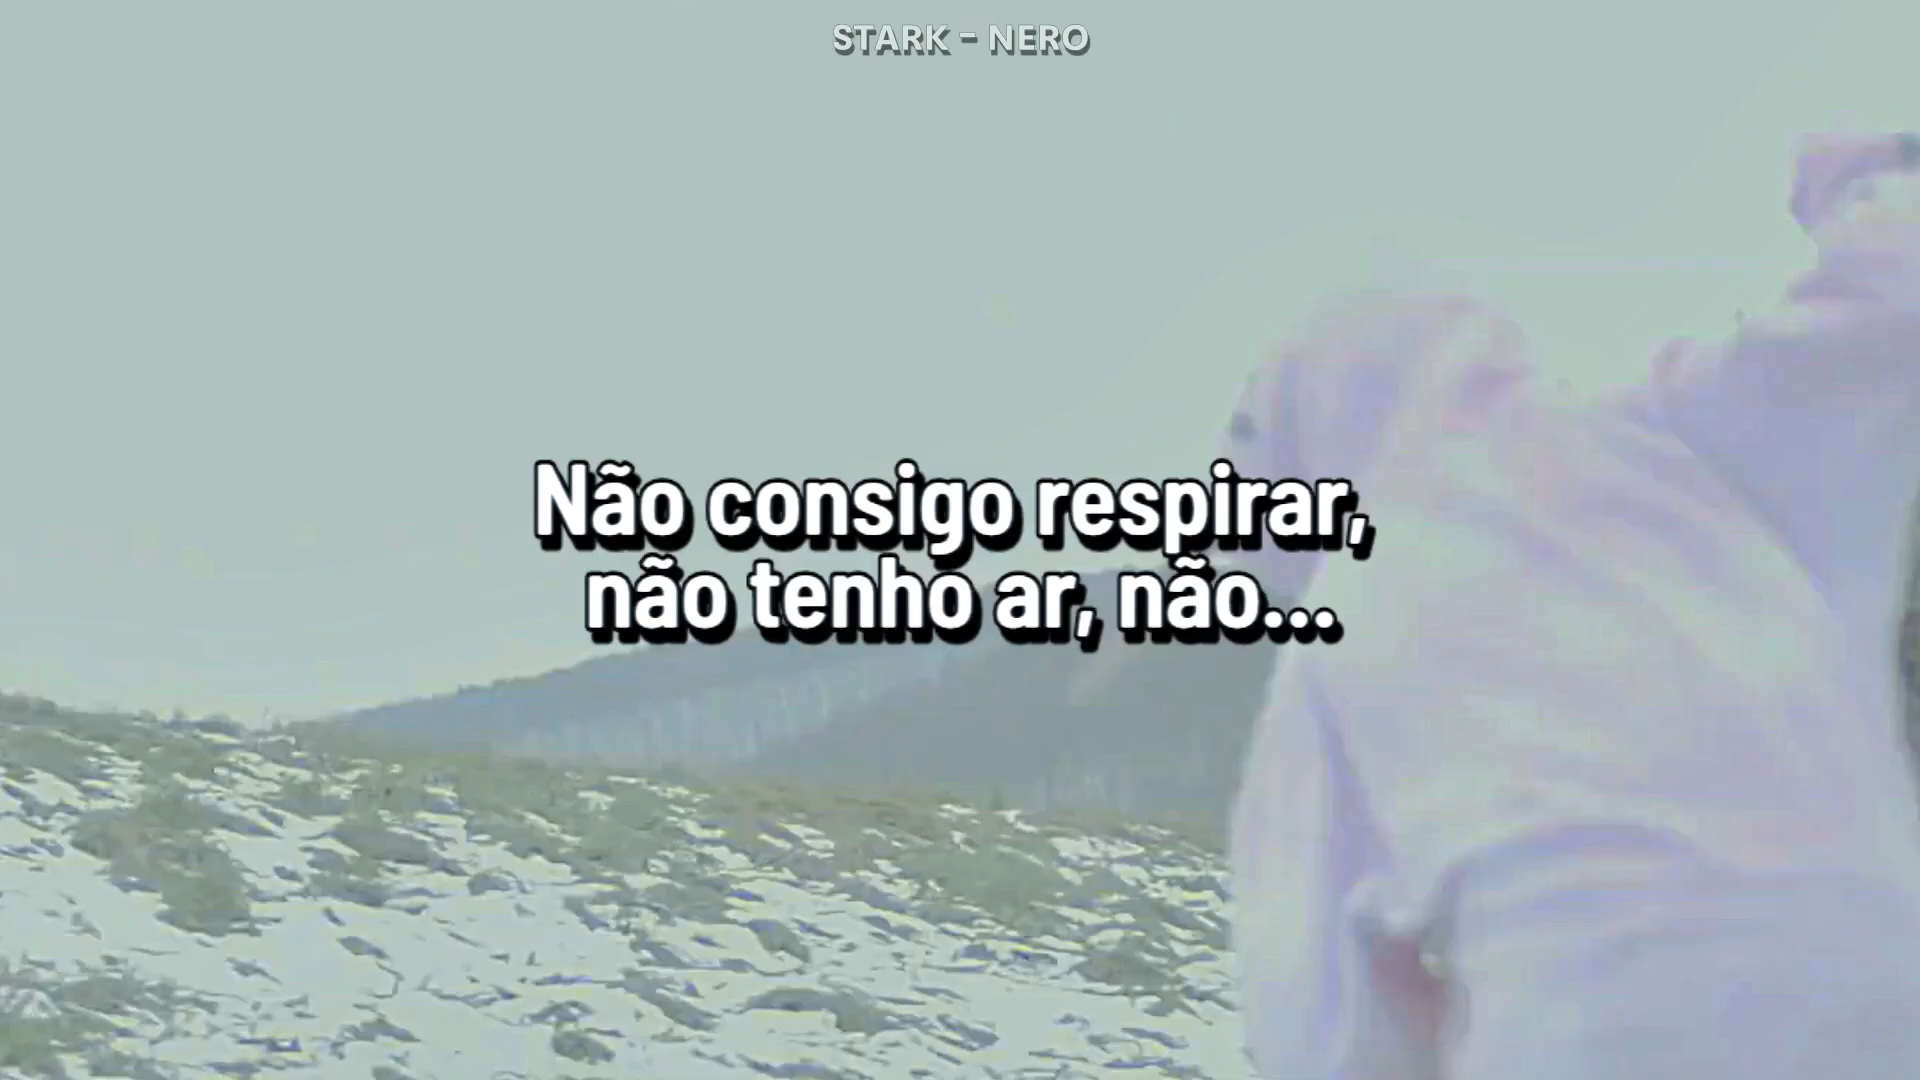 STARK - NERO
Não consigo respirar,
não tenho ar, não...